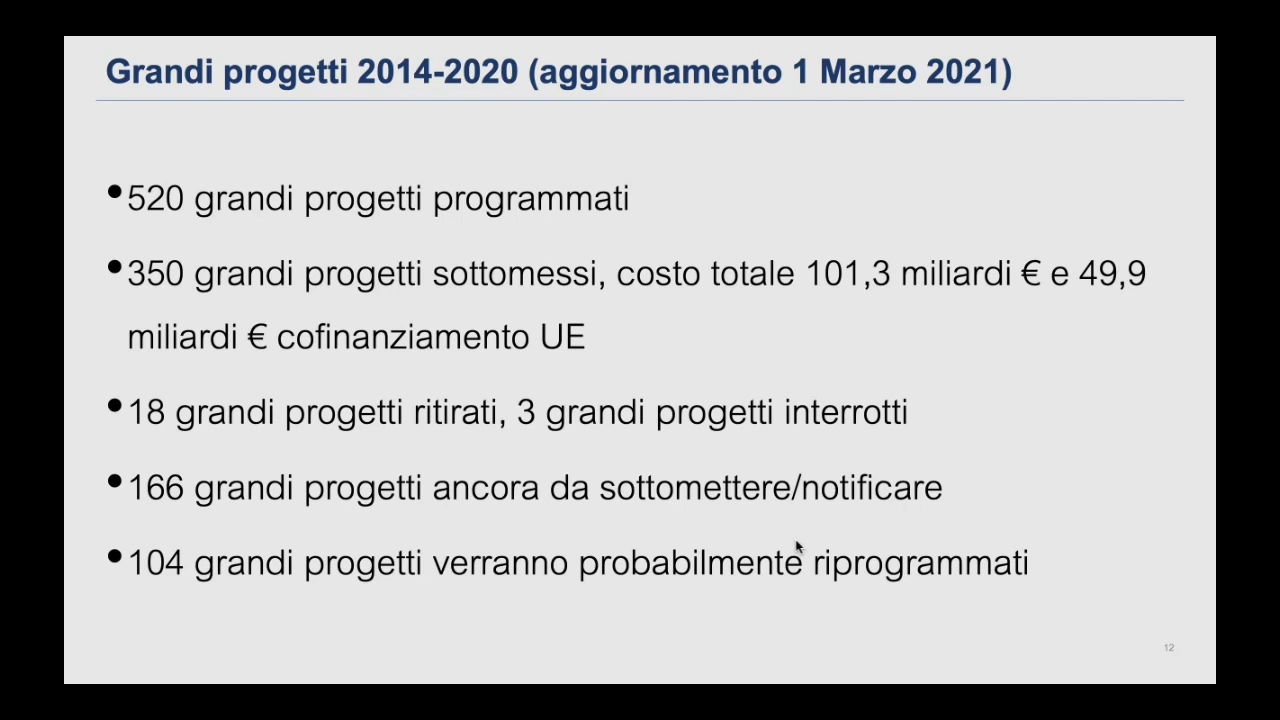 Grandi progetti 2014-2020 (aggiornamento 1 Marzo 2021)
•520 grandi progetti programmati
•350 grandi progetti sottomessi, costo totale 101,3 miliardi € e 49,9
miliardi € cofinanziamento UE
•18 grandi progetti ritirati, 3 grandi progetti interrotti
•166 grandi progetti ancora da sottomettere/notificare
•104 grandi progetti verranno probabilmente riprogrammati
12